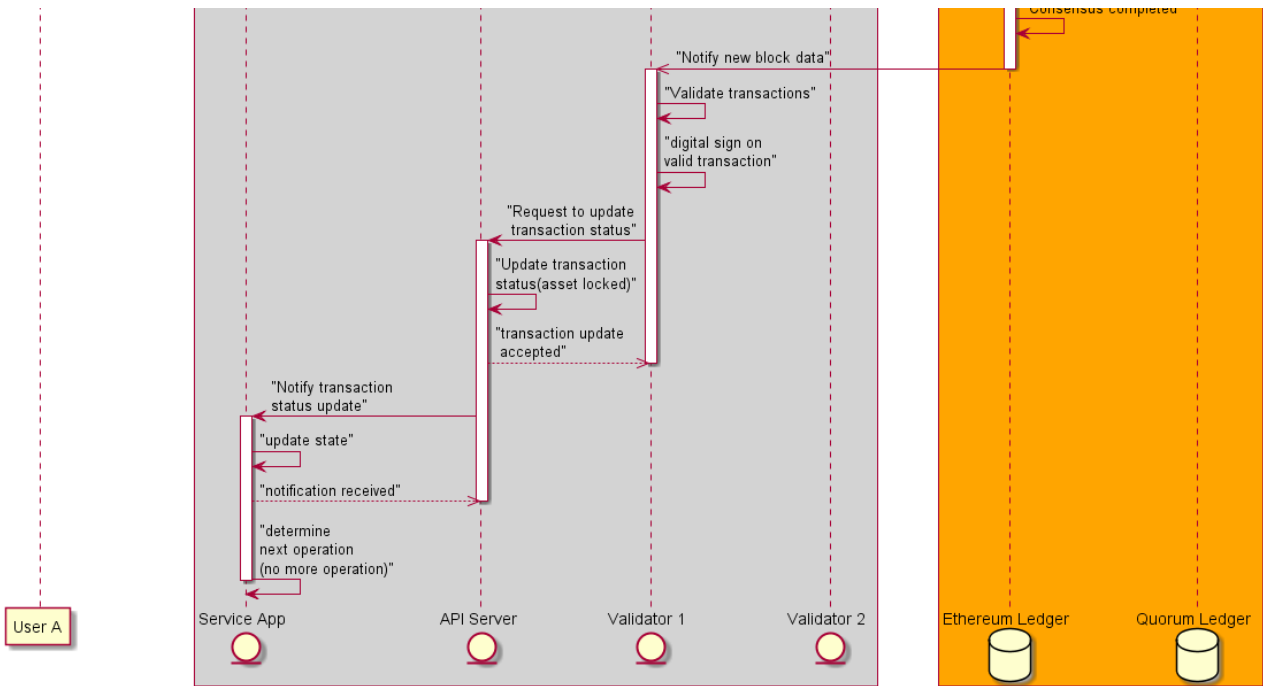 Consensus completed
"Notify new block data"
"Validate transactions"
"digital sign on
valid transaction"
"Request to update
transaction status"
"Update transaction
status(asset locked)"
"transaction update
accepted"
"Notify transaction
status update"
"update state"
"notification received"
"determine
next operation
(no more operation)"
User A
Service App
API Server
Validator 1
Validator 2
Ethereum Ledger
Quorum Ledger